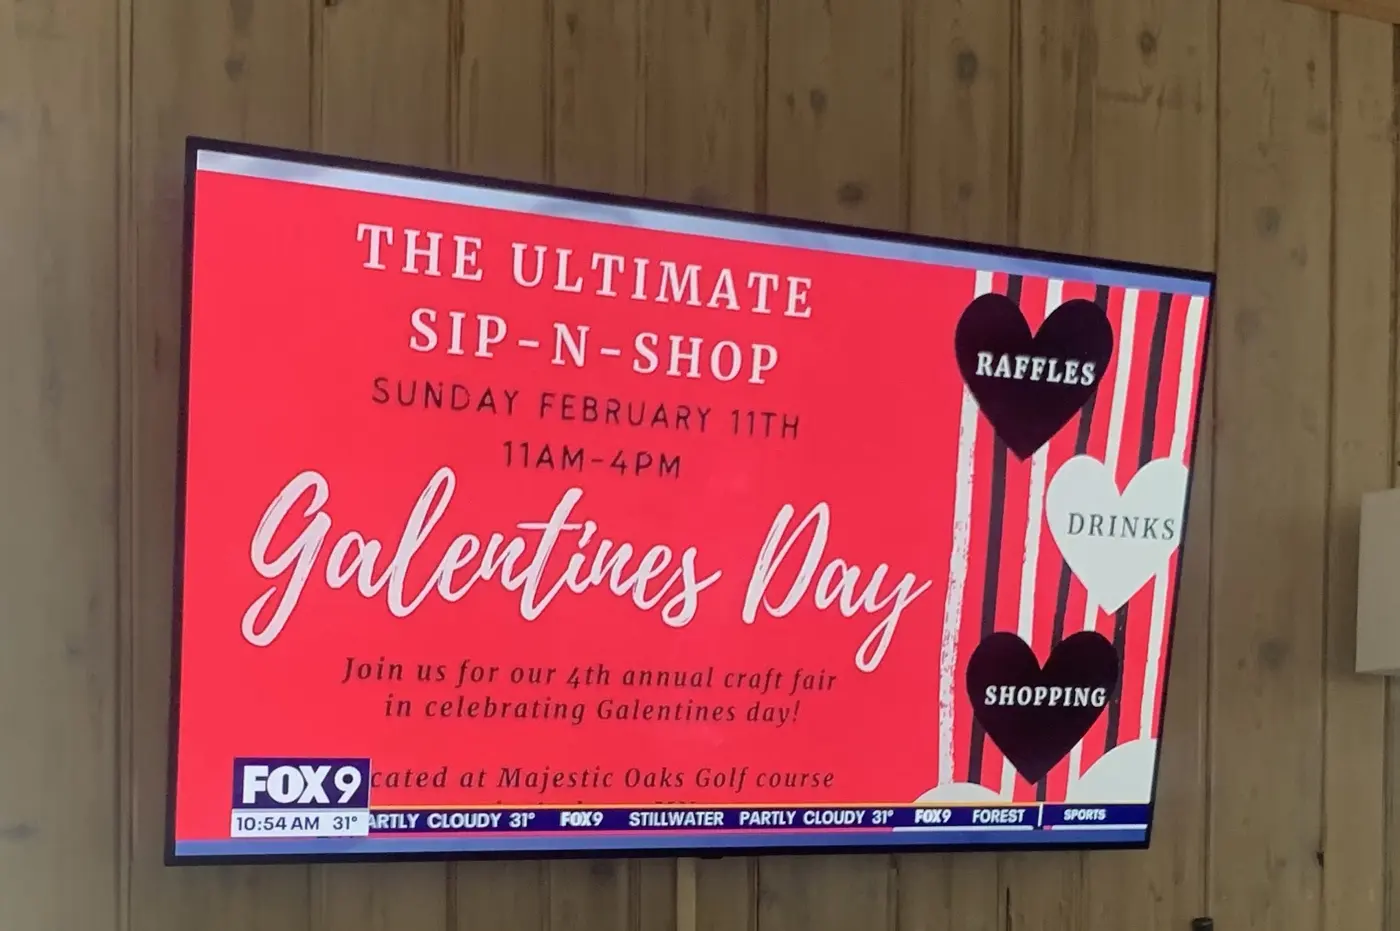 THE ULTIMATE
SIP-N-SHOP
SUNDAY FEBRUARY 11TH
11AM-4PM
Galentines Day
Join us for our 4th annual craft fair
in celebrating Galentines day!
cated at Majestic Oaks Golf course
RAFFLES
DRINKS
SHOPPING
FOX 9
10:54 AM 31°
ARTLY CLOUDY 31° FOX9 STILLWATER PARTLY CLOUDY 31° FOX9 FOREST SPORTS